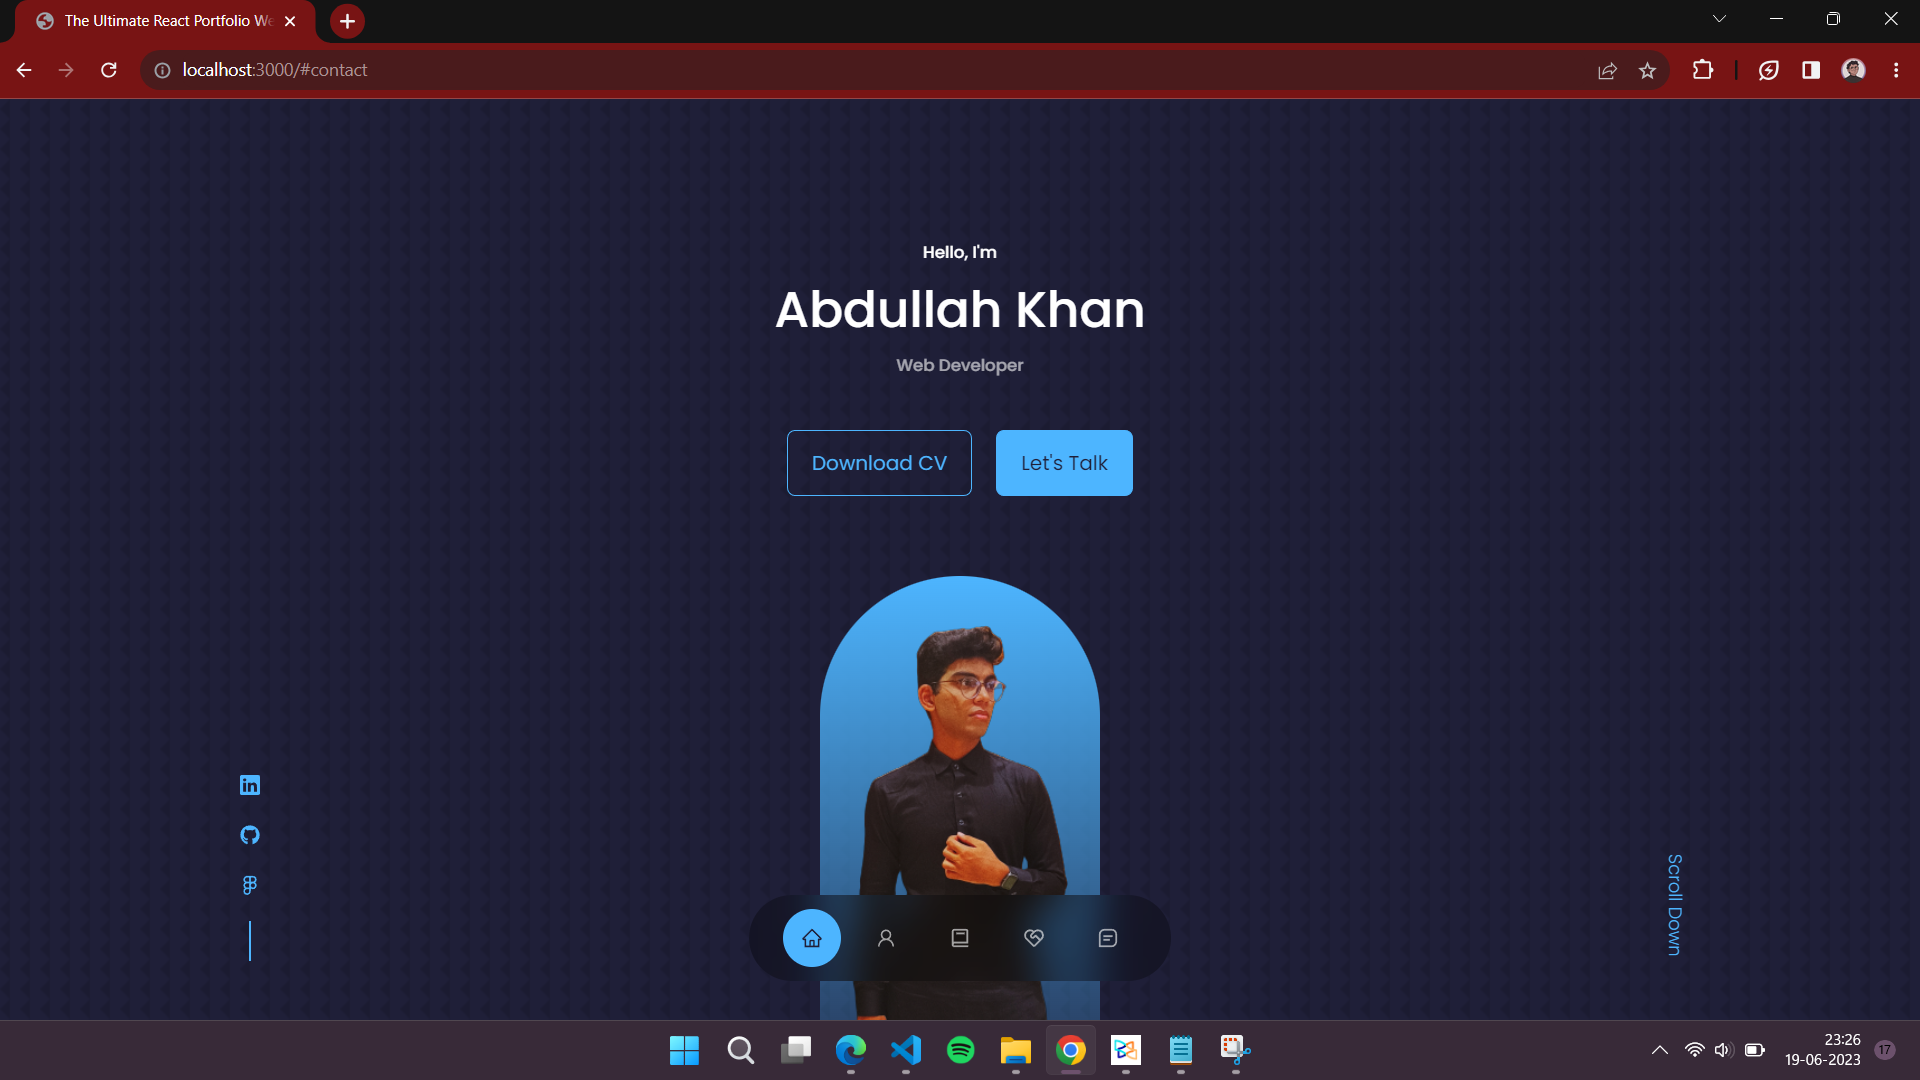 The Ultimate React Portfolio We
localhost:3000/#contact
Hello, I'm
Abdullah Khan
Web Developer
Download CV
Let's Talk
in
Scroll Down
23:26
19-06-2023
17